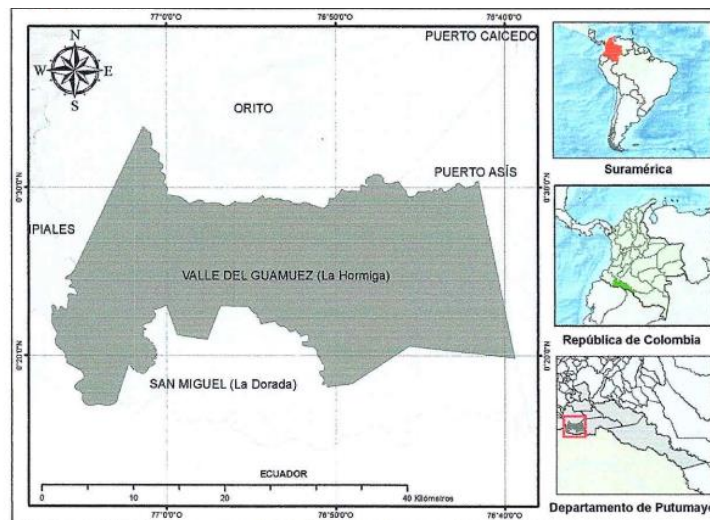 77°0'0"O
76°50'0"O
76°40'0"O
N
W
E
S
PUERTO CAICEDO
ORITO
PUERTO ASÍS
0°30'0"N
0°30'0"N
IPIALES
VALLE DEL GUAMUEZ (La Hormiga)
0°20'0"N
0°20'0"N
SAN MIGUEL (La Dorada)
ECUADOR
0
10
20
40 Kilómetros
77°0'0"O
76°50'0"O
76°40'0"O
Suramérica
República de Colombia
Departamento de Putumayo